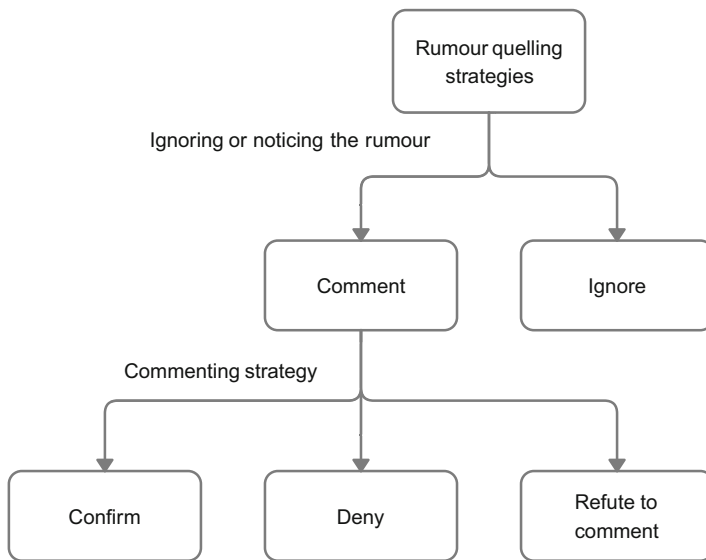 Rumour quelling
strategies
Ignoring or noticing the rumour
Comment
Ignore
Commenting strategy
Confirm
Deny
Refute to
comment